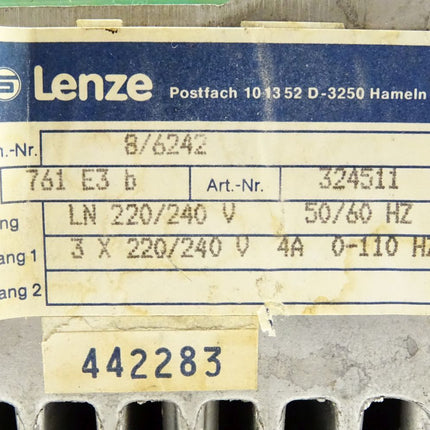 Lenze Postfach 10 13 52 D-3250 Hameln
n.-Nr. 8/6242
761 E3 b Art.-Nr. 324511
ng LN 220/240 V 50/60 HZ
ang 1 3 X 220/240 V 4A 0-110 HZ
ang 2
442283